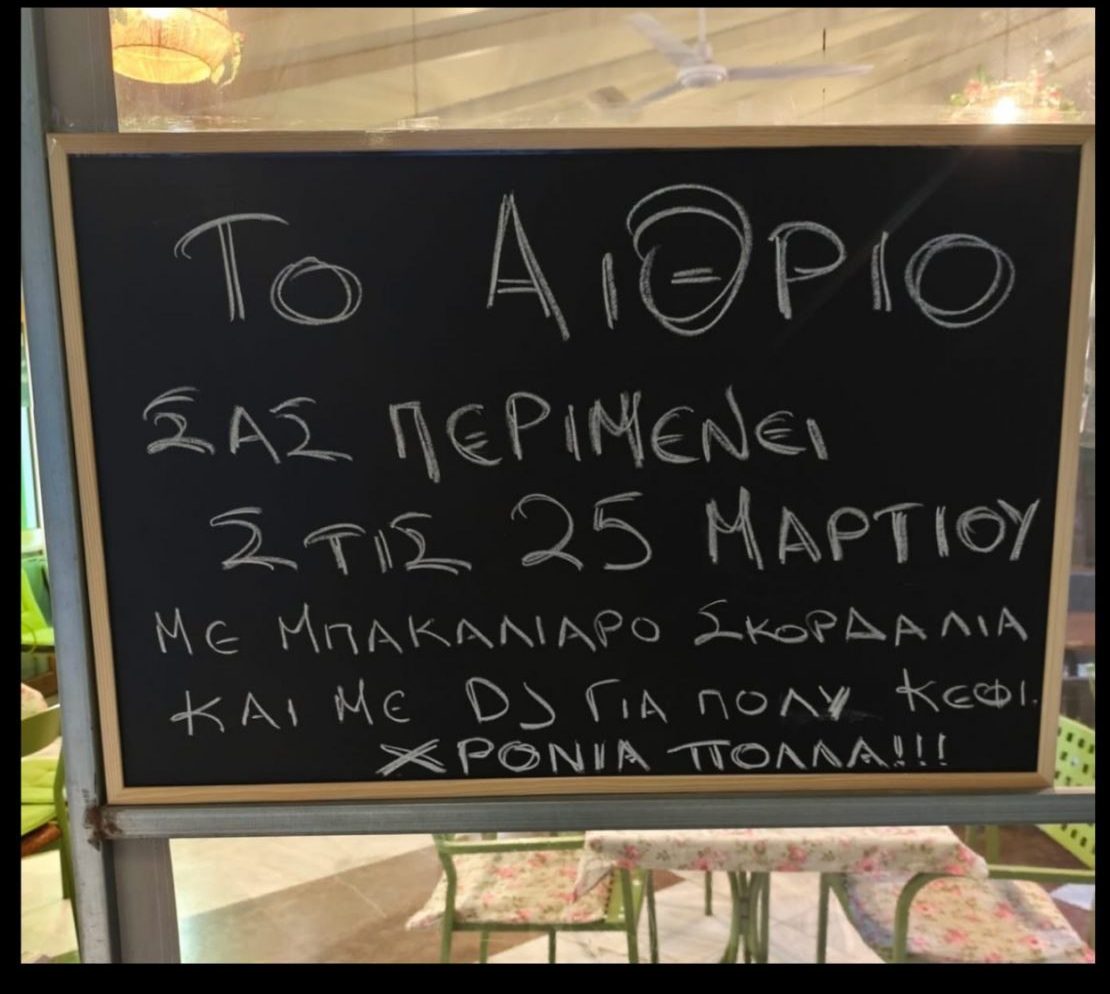 ΤΟ ΑΙΘΡΙΟ
ΣΑΣ ΠΕΡΙΜΕΝΕΙ
ΣΤΙΣ 25 ΜΑΡΤΙΟΥ
ΜΕ ΜΠΑΚΑΛΙΑΡΟ ΣΚΟΡΔΑΛΙΑ
ΚΑΙ ΜΕ DJ ΓΙΑ ΠΟΛΥ ΚΕΦΙ.
ΧΡΟΝΙΑ ΠΟΛΛΑ!!!